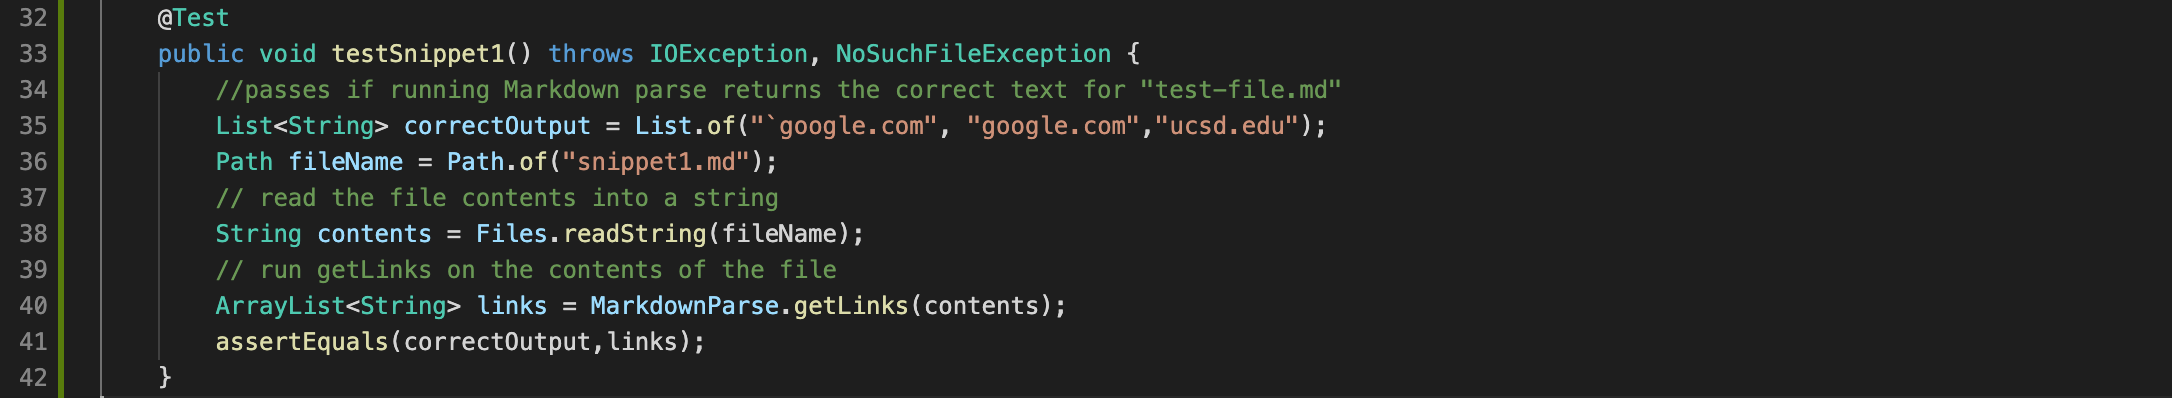 32 @Test
33 public void testSnippet1() throws IOException, NoSuchFileException {
34 //passes if running Markdown parse returns the correct text for "test-file.md"
35 List<String> correctOutput = List.of("`google.com", "google.com","ucsd.edu");
36 Path fileName = Path.of("snippet1.md");
37 // read the file contents into a string
38 String contents = Files.readString(fileName);
39 // run getLinks on the contents of the file
40 ArrayList<String> links = MarkdownParse.getLinks(contents);
41 assertEquals(correctOutput,links);
42 }